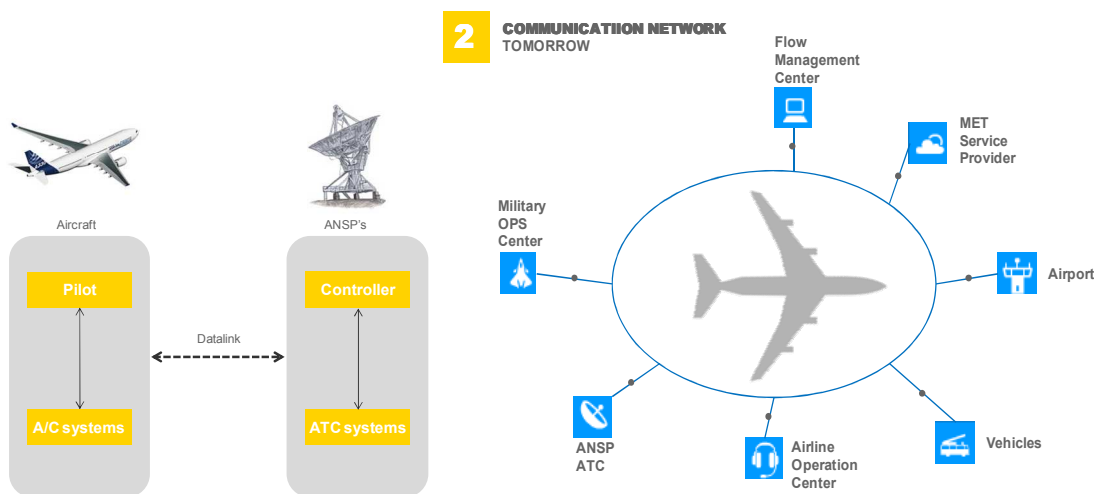 2
COMMUNICATIION NETWORK
TOMORROW
Aircraft
ANSP's
Pilot
Controller
Datalink
A/C systems
ATC systems
Flow
Management
Center
MET
Service
Provider
Military
OPS
Center
Airport
ANSP
ATC
Airline
Operation
Center
Vehicles